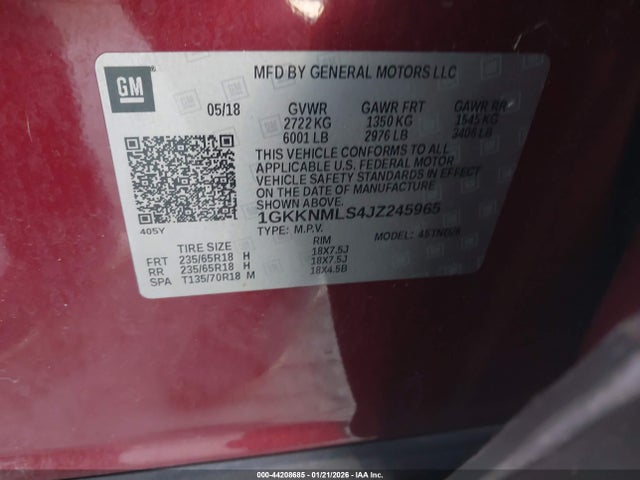 GM
MFD BY GENERAL MOTORS LLC
05/18 GVWR GAWR FRT GAWR RR
2722 KG 1350 KG 1545 KG
6001 LB 2976 LB 3406 LB
THIS VEHICLE CONFORMS TO ALL
APPLICABLE U.S. FEDERAL MOTOR
VEHICLE SAFETY STANDARDS IN EFFECT
ON THE DATE OF MANUFACTURE
SHOWN ABOVE.
1GKKNMLS4JZ245965
405Y
TYPE: M.P.V. MODEL:
TIRE SIZE RIM
FRT 235/65R18 H 18X7.5J
RR 235/65R18 H 18X7.5J
SPA T135/70R18 M 18X4.5B
000-44208685 - 01/21/2026 - IAAI.com